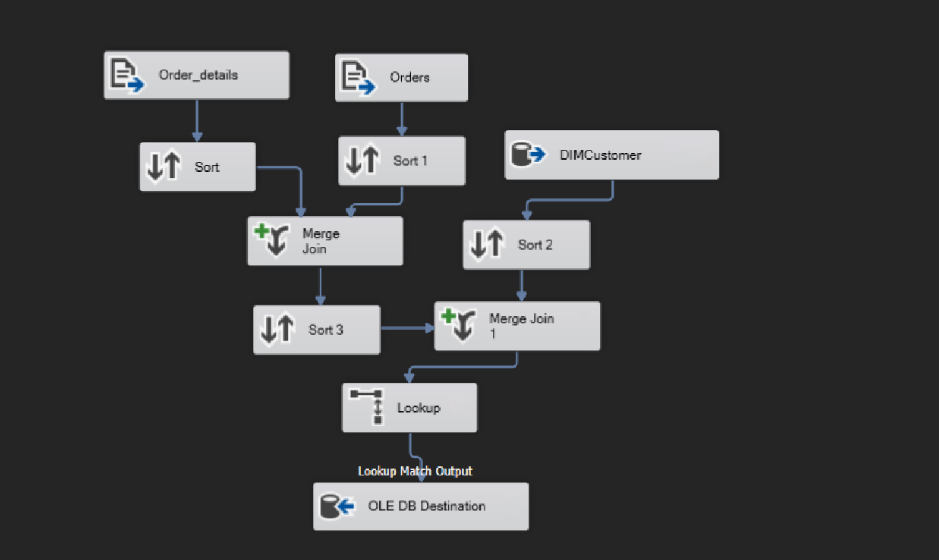 Order_details
Orders
DIMCustomer
Sort
Sort 1
Merge
Join
Sort 2
Sort 3
Merge Join
1
Lookup
Lookup Match Output
OLE DB Destination